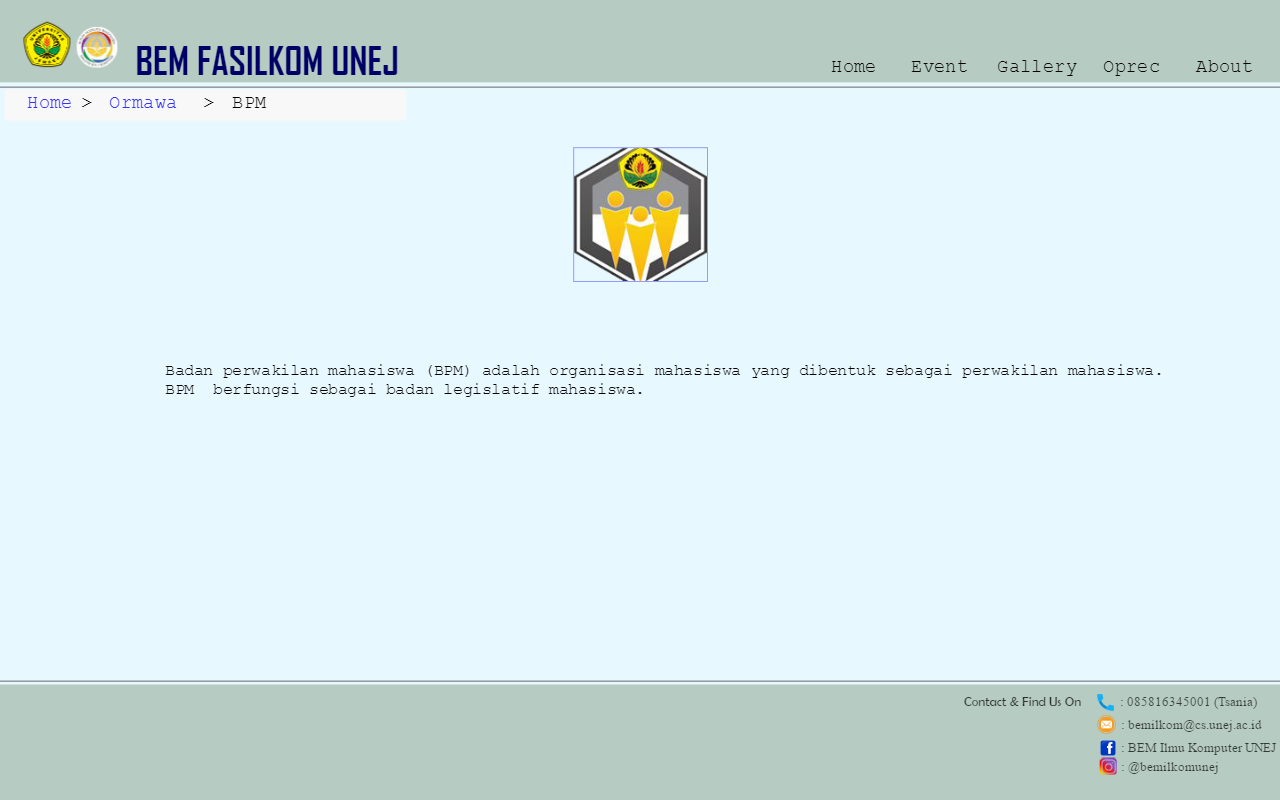 BEM FASILKOM UNEJ
Home Event Gallery Oprec About
Home > Ormawa > BPM
Badan perwakilan mahasiswa (BPM) adalah organisasi mahasiswa yang dibentuk sebagai perwakilan mahasiswa.
BPM berfungsi sebagai badan legislatif mahasiswa.
Contact & Find Us On : 085816345001 (Tsania)
: bemilkom@cs.unej.ac.id
: BEM Ilmu Komputer UNEJ
: @bemilkomunej